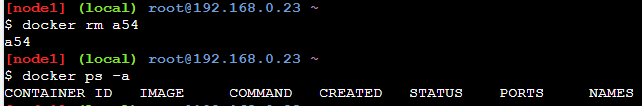 [node1] (local) root@192.168.0.23 ~
$ docker rm a54
a54
[node1] (local) root@192.168.0.23 ~
$ docker ps -a
CONTAINER ID   IMAGE     COMMAND   CREATED   STATUS    PORTS     NAMES